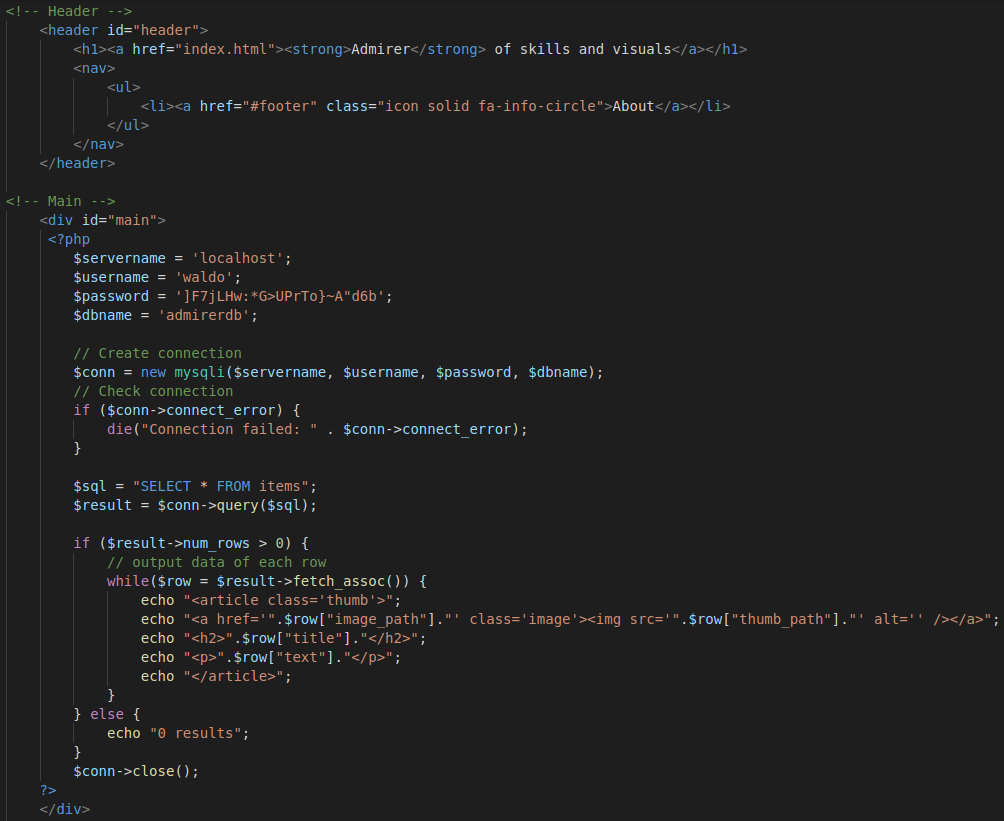 <!-- Header -->
<header id="header">
<h1><a href="index.html"><strong>Admirer</strong> of skills and visuals</a></h1>
<nav>
<ul>
<li><a href="#footer" class="icon solid fa-info-circle">About</a></li>
</ul>
</nav>
</header>
<!-- Main -->
<div id="main">
<?php
$servername = 'localhost';
$username = 'waldo';
$password = ']F7jLHw:*G>UPrTo}~A"d6b';
$dbname = 'admirerdb';
// Create connection
$conn = new mysqli($servername, $username, $password, $dbname);
// Check connection
if ($conn->connect_error) {
die("Connection failed: " . $conn->connect_error);
}
$sql = "SELECT * FROM items";
$result = $conn->query($sql);
if ($result->num_rows > 0) {
// output data of each row
while($row = $result->fetch_assoc()) {
echo "<article class='thumb'>";
echo "<a href='".$row["image_path"]."' class='image'><img src='".$row["thumb_path"]."' alt='' /></a>";
echo "<h2>".$row["title"]."</h2>";
echo "<p>".$row["text"]."</p>";
echo "</article>";
}
} else {
echo "0 results";
}
$conn->close();
?>
</div>